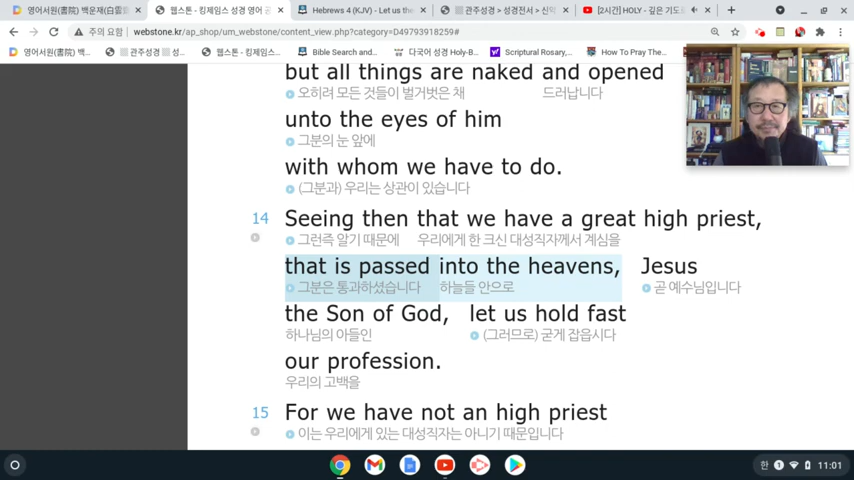 영어서원(書院) 백운재(白雲齋
웹스톤 - 킹제임스 성경 영어 공
Hebrews 4 (KJV) - Let us the
관주성경 > 성경전서 > 신약
[2시간] HOLY - 깊은 기도
주의 요함
webstone.kr/ap_shop/um_webstone/content_view.php?category=D49793918259#
영어서원(書院) 백...
관주성경 성...
웹스톤 - 킹제임스...
Bible Search and...
다국어 성경 Holy-B...
Scriptural Rosary,...
How To Pray The...
but all things are naked and opened
오히려 모든 것들이 벌거벗은 채 드러납니다
unto the eyes of him
그분의 눈 앞에
with whom we have to do.
(그분과) 우리는 상관이 있습니다
14 Seeing then that we have a great high priest,
그런즉 알기 때문에 우리에게 한 크신 대성직자께서 계심을
that is passed into the heavens, Jesus
그분은 통과하셨습니다 하늘들 안으로 곧 예수님입니다
the Son of God, let us hold fast
하나님의 아들인 (그러므로) 굳게 잡읍시다
our profession.
우리의 고백을
15 For we have not an high priest
이는 우리에게 있는 대성직자는 아니기 때문입니다
한 1 11:01